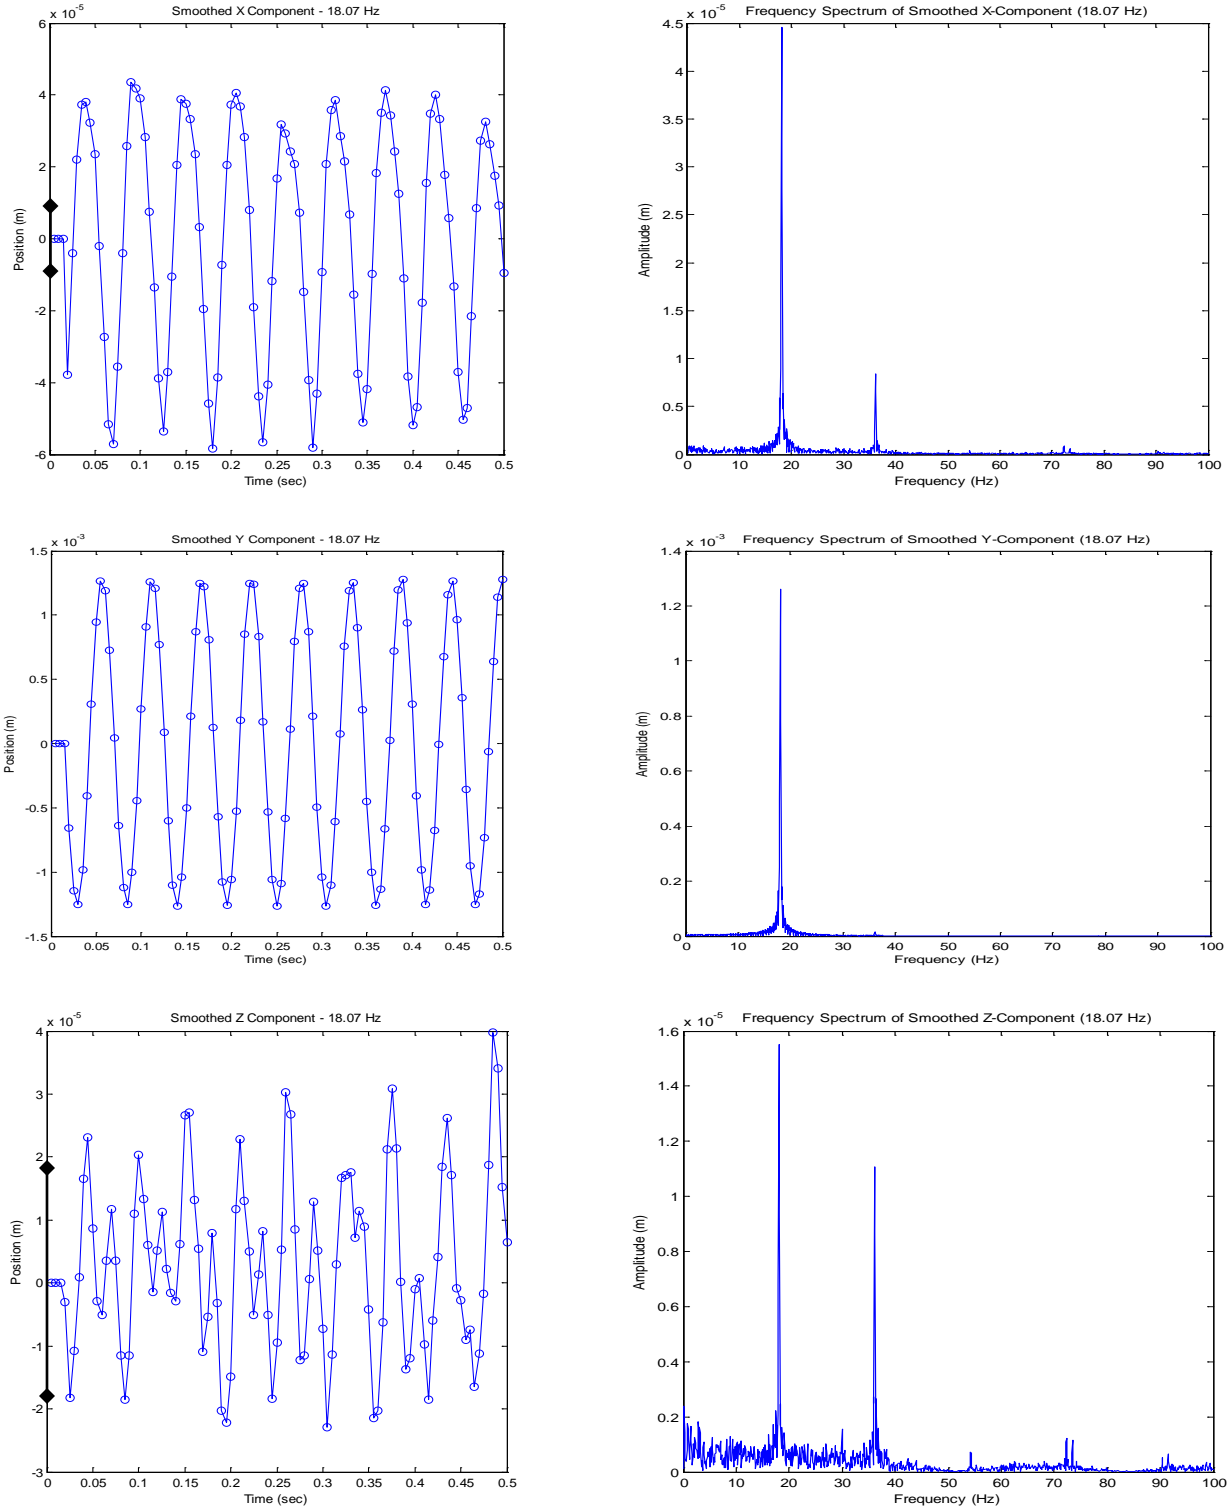 Smoothed X Component - 18.07 Hz
x 10^-5
6
4
2
0
-2
-4
-6
Position (m)
0 0.05 0.1 0.15 0.2 0.25 0.3 0.35 0.4 0.45 0.5
Time (sec)
Frequency Spectrum of Smoothed X-Component (18.07 Hz)
x 10^-5
4.5
4
3.5
3
2.5
2
1.5
1
0.5
0
Amplitude (m)
0 10 20 30 40 50 60 70 80 90 100
Frequency (Hz)
Smoothed Y Component - 18.07 Hz
x 10^-3
1.5
1
0.5
0
-0.5
-1
-1.5
Position (m)
0.05 0.1 0.15 0.2 0.25 0.3 0.35 0.4 0.45 0.5
Time (sec)
Frequency Spectrum of Smoothed Y-Component (18.07 Hz)
x 10^-3
1.4
1.2
1
0.8
0.6
0.4
0.2
0
Amplitude (m)
0 10 20 30 40 50 60 70 80 90 100
Frequency (Hz)
Smoothed Z Component - 18.07 Hz
x 10^-5
4
3
2
1
0
-1
-2
-3
Position (m)
0 0.05 0.1 0.15 0.2 0.25 0.3 0.35 0.4 0.45 0.5
Time (sec)
Frequency Spectrum of Smoothed Z-Component (18.07 Hz)
x 10^-5
1.6
1.4
1.2
1
0.8
0.6
0.4
0.2
0
Amplitude (m)
0 10 20 30 40 50 60 70 80 90 100
Frequency (Hz)